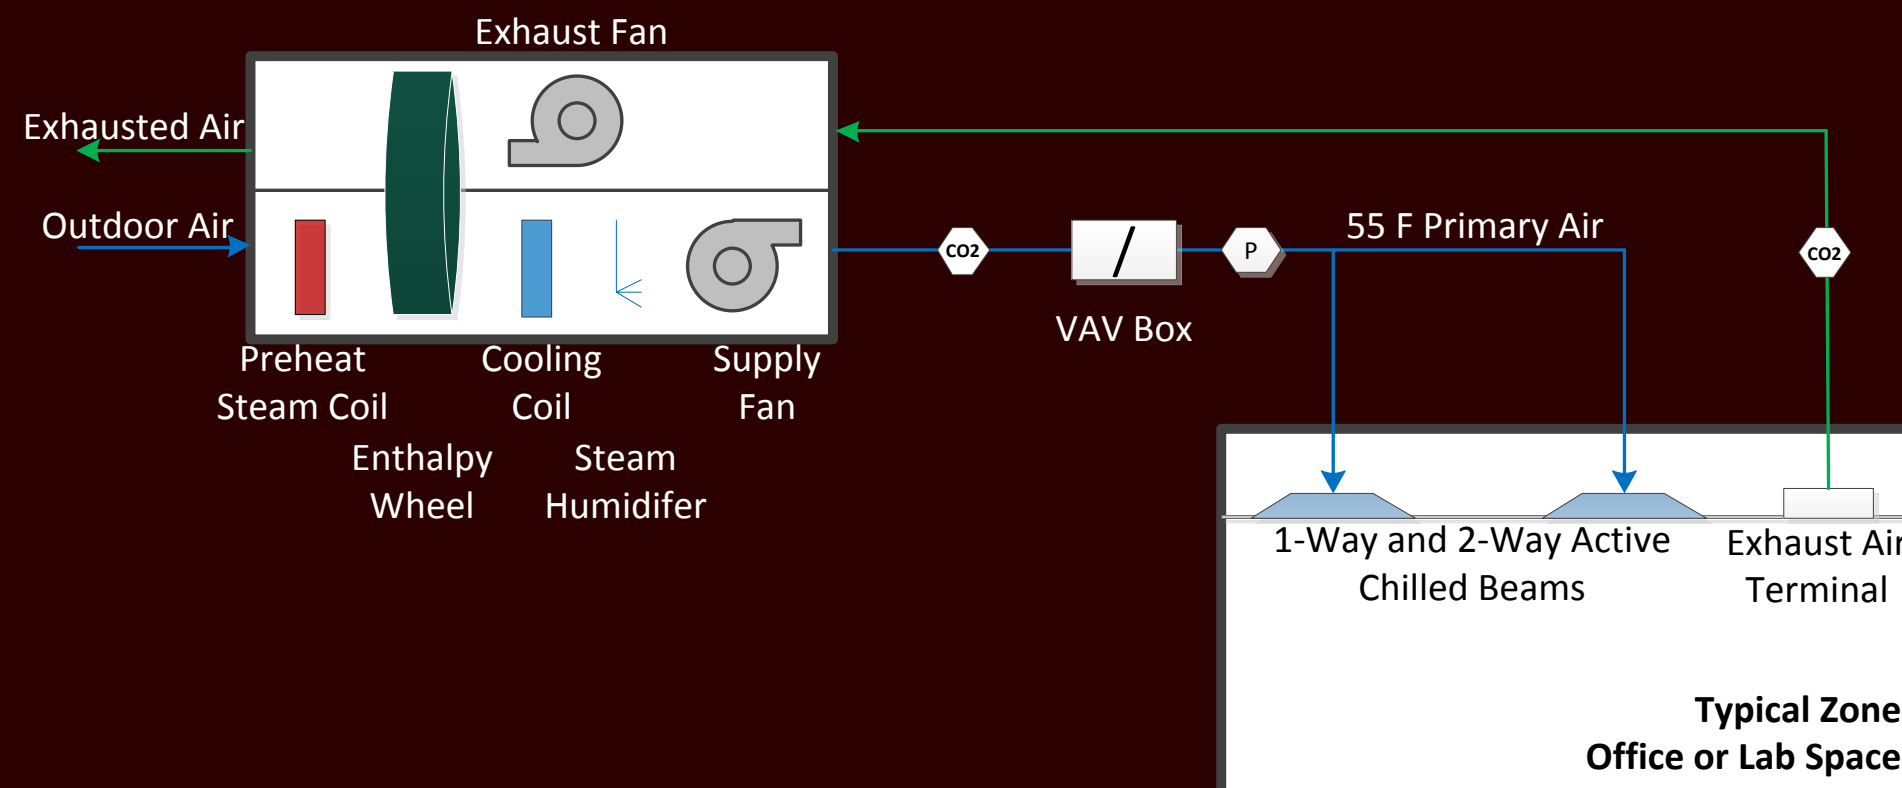 Exhaust Fan
Exhausted Air
Outdoor Air
CO2
P
55 F Primary Air
CO2
VAV Box
Preheat
Steam Coil
Cooling
Coil
Supply
Fan
Enthalpy
Wheel
Steam
Humidifer
1-Way and 2-Way Active
Chilled Beams
Exhaust Air
Terminal
Typical Zone
Office or Lab Space